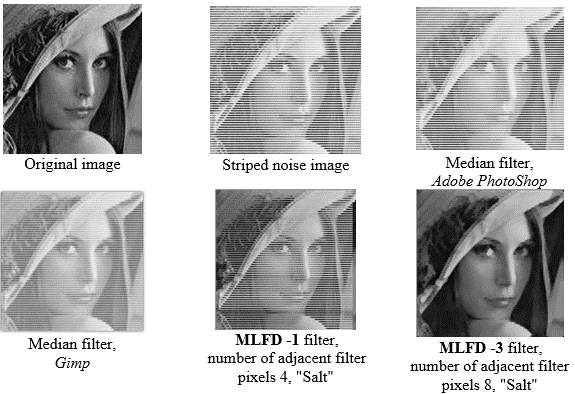 Original image
Striped noise image
Median filter,
Adobe PhotoShop
Median filter,
Gimp
MLFD -1 filter,
number of adjacent filter
pixels 4, "Salt"
MLFD -3 filter,
number of adjacent filter
pixels 8, "Salt"